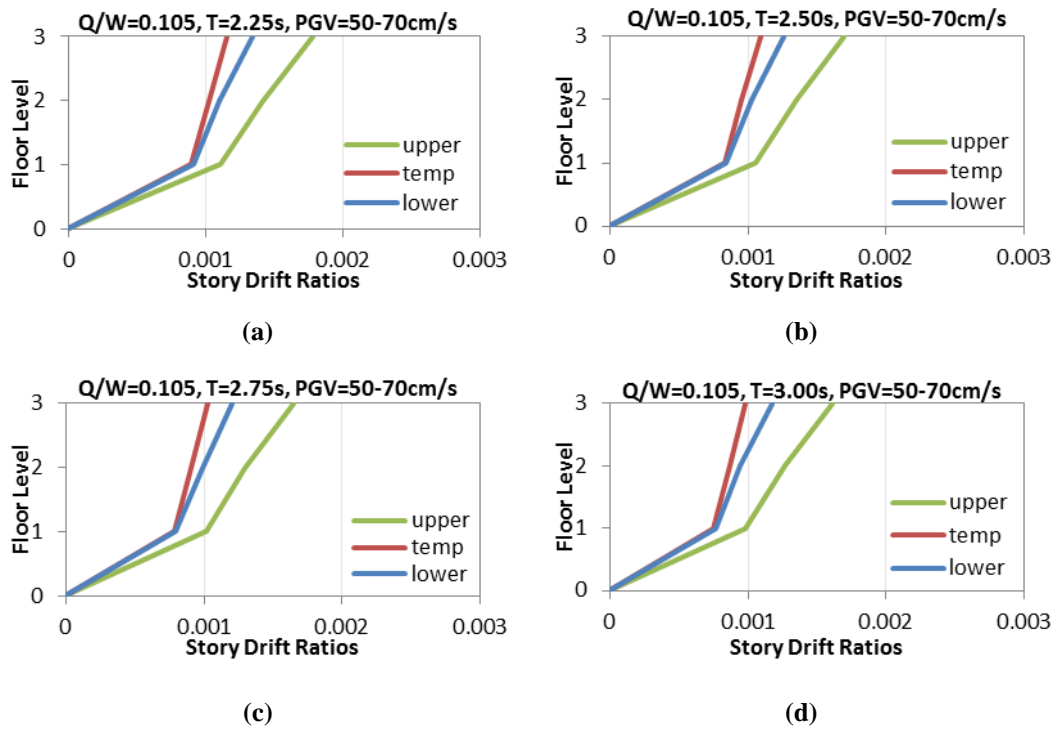 Q/W=0.105, T=2.25s, PGV=50-70cm/s
3
2
1
0
Floor Level
upper
temp
lower
0 0.001 0.002 0.003
Story Drift Ratios
(a)
Q/W=0.105, T=2.50s, PGV=50-70cm/s
3
2
1
0
Floor Level
upper
temp
lower
0 0.001 0.002 0.003
Story Drift Ratios
(b)
Q/W=0.105, T=2.75s, PGV=50-70cm/s
3
2
1
0
Floor Level
upper
temp
lower
0 0.001 0.002 0.003
Story Drift Ratios
(c)
Q/W=0.105, T=3.00s, PGV=50-70cm/s
3
2
1
0
Floor Level
upper
temp
lower
0 0.001 0.002 0.003
Story Drift Ratios
(d)